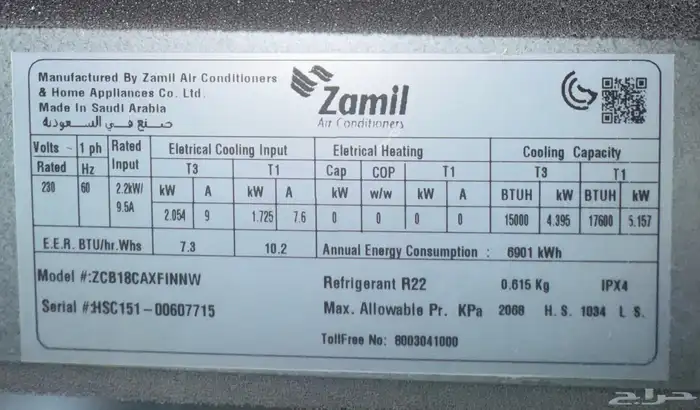 Manufactured By Zamil Air Conditioners
& Home Appliances Co. Ltd.
Made In Saudi Arabia
صنع في السعودية
Zamil
Air Conditioners
Volts ~ 1 ph Rated Eletrical Cooling Input Eletrical Heating Cooling Capacity
Rated Hz Input T3 T1 Cap COP T1 T3 T1
230 60 2.2kW/ kW A kW A kW w/w kW A BTUH kW BTUH kW
9.5A 2.054 9 1.725 7.6 0 0 0 0 15000 4.395 17600 5.157
E.E.R. BTU/hr.Whs 7.3 10.2 Annual Energy Consumption : 6901 kWh
Model #:ZCB18CAXFINNW Refrigerant R22 0.615 Kg IPX4
Serial #:HSC151-00607715 Max. Allowable Pr. KPa 2068 H. S. 1034 L S.
TollFree No: 8003041000
حراج